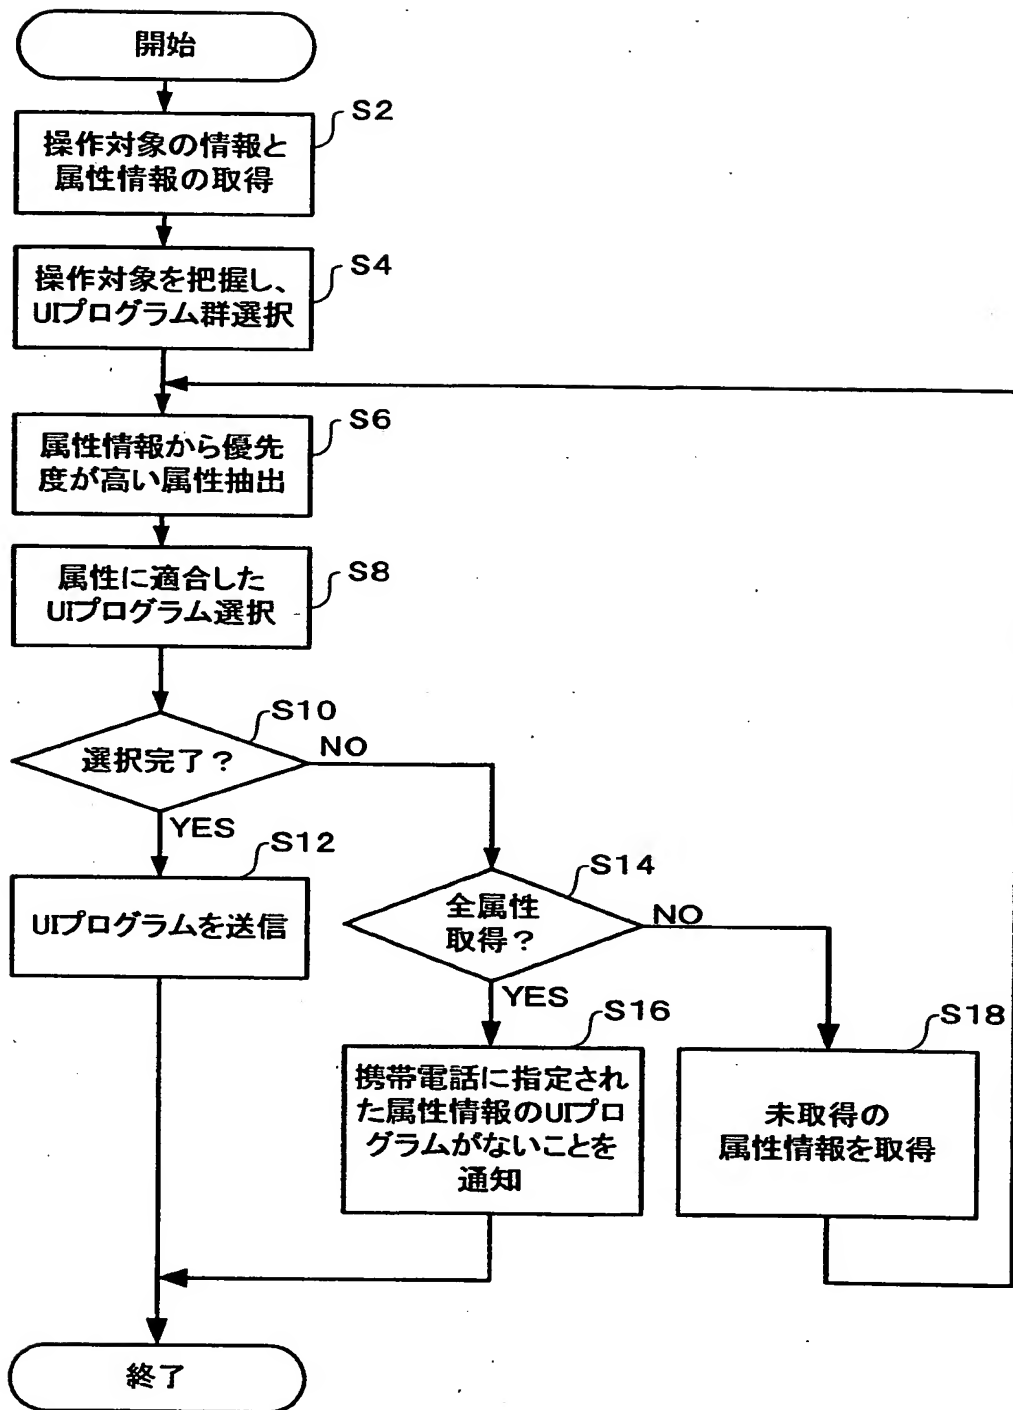 開始
S2
操作対象の情報と
属性情報の取得
S4
操作対象を把握し、
UIプログラム群選択
S6
属性情報から優先
度が高い属性抽出
S8
属性に適合した
UIプログラム選択
S10
選択完了？
NO
YES
S12
UIプログラムを送信
S14
全属性
取得？
NO
YES
S16
携帯電話に指定され
た属性情報のUIプロ
グラムがないことを
通知
S18
未取得の
属性情報を取得
終了